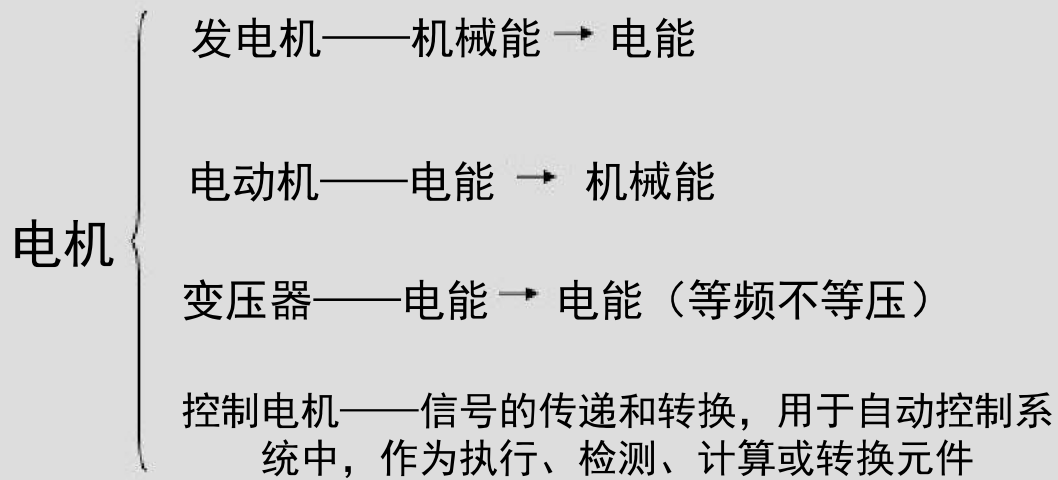 发电机——机械能→电能
电动机——电能→机械能
电机
变压器——电能→电能（等频不等压）
控制电机——信号的传递和转换，用于自动控制系
统中，作为执行、检测、计算或转换元件